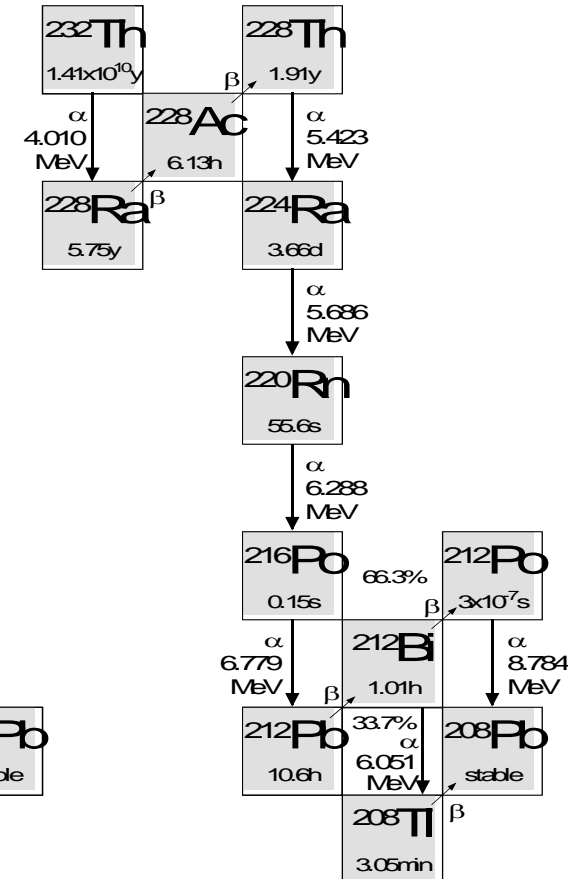 232Th
1.41x10^10y
228Th
1.91y
β
228Ac
6.13h
α
4.010
MeV
α
5.423
MeV
228Ra
5.75y
β
224Ra
3.66d
α
5.686
MeV
220Rn
55.6s
α
6.288
MeV
216Po
0.15s
66.3%
212Po
3x10^-7s
β
212Bi
1.01h
α
6.779
MeV
α
8.784
MeV
β
212Pb
10.6h
33.7%
α
6.051
MeV
208Pb
stable
β
208Tl
3.05min
Pb